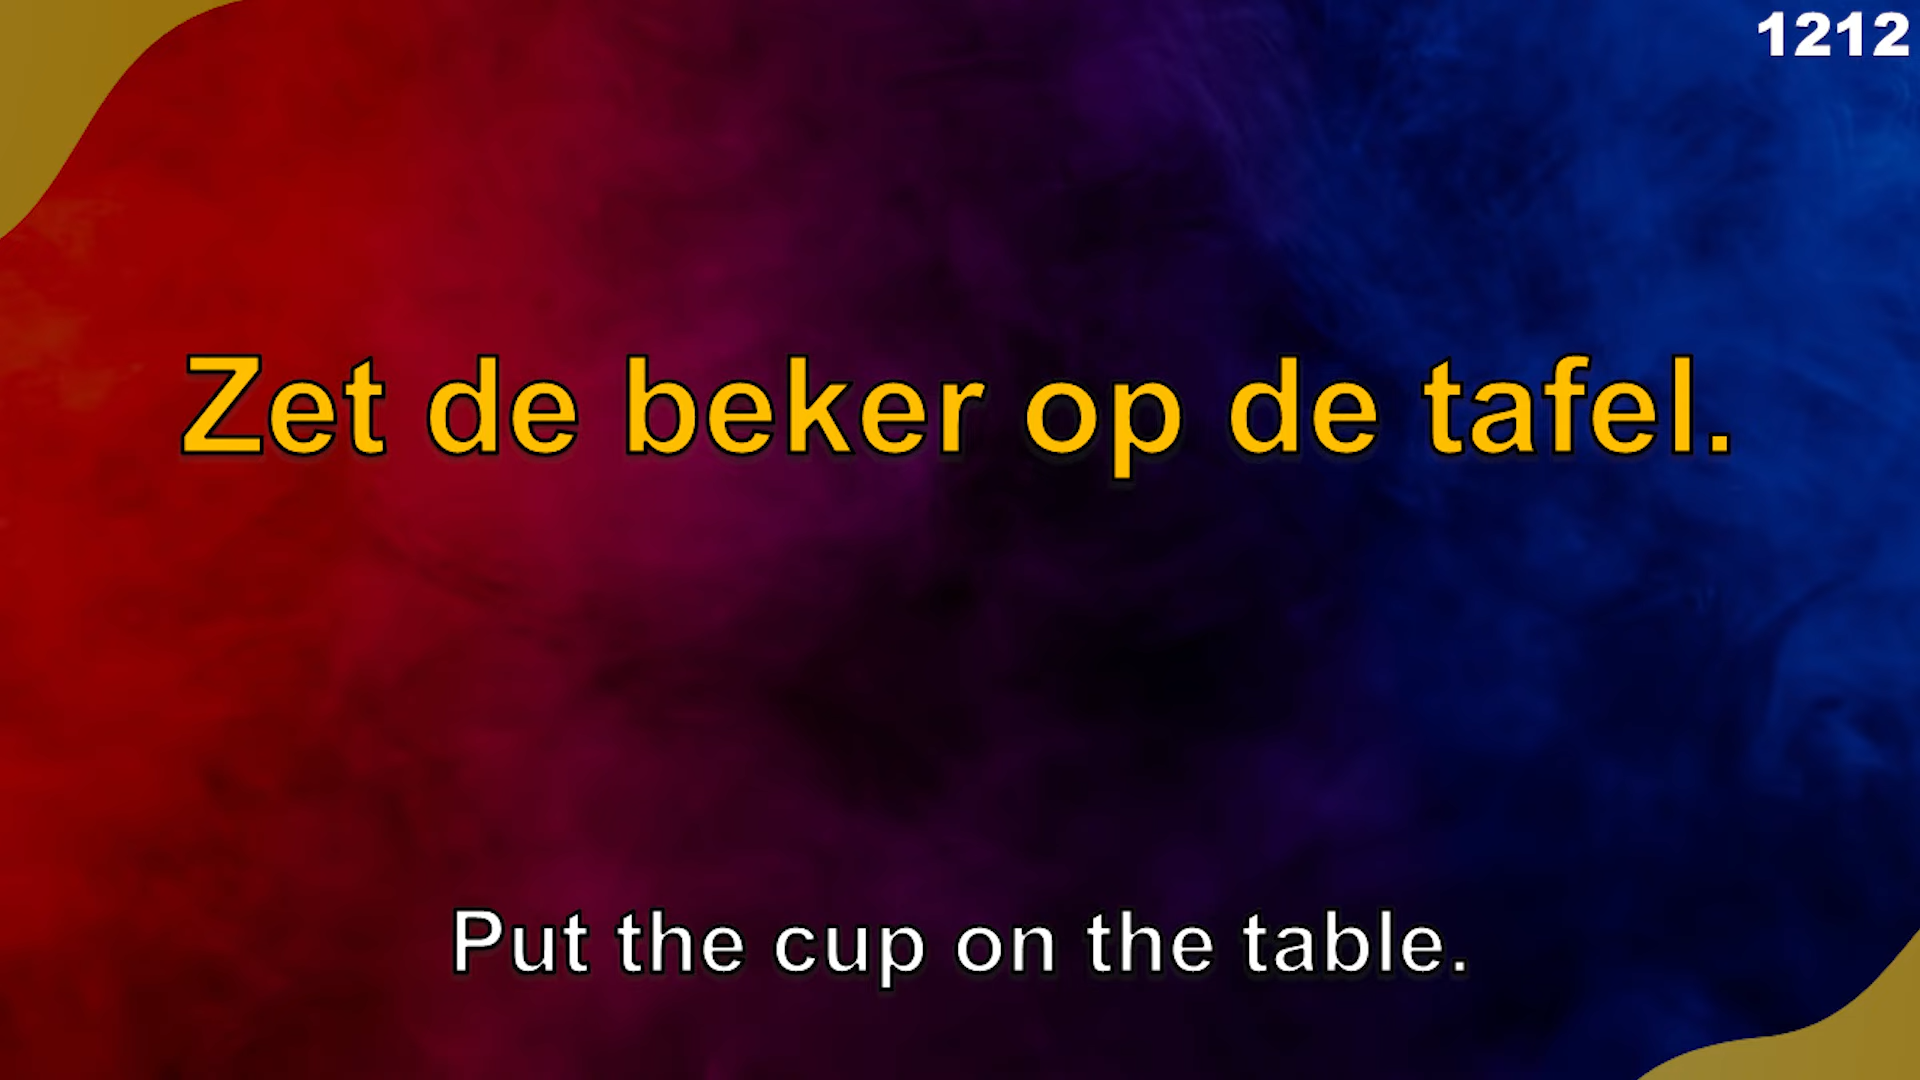 1212
Zet de beker op de tafel.
Put the cup on the table.